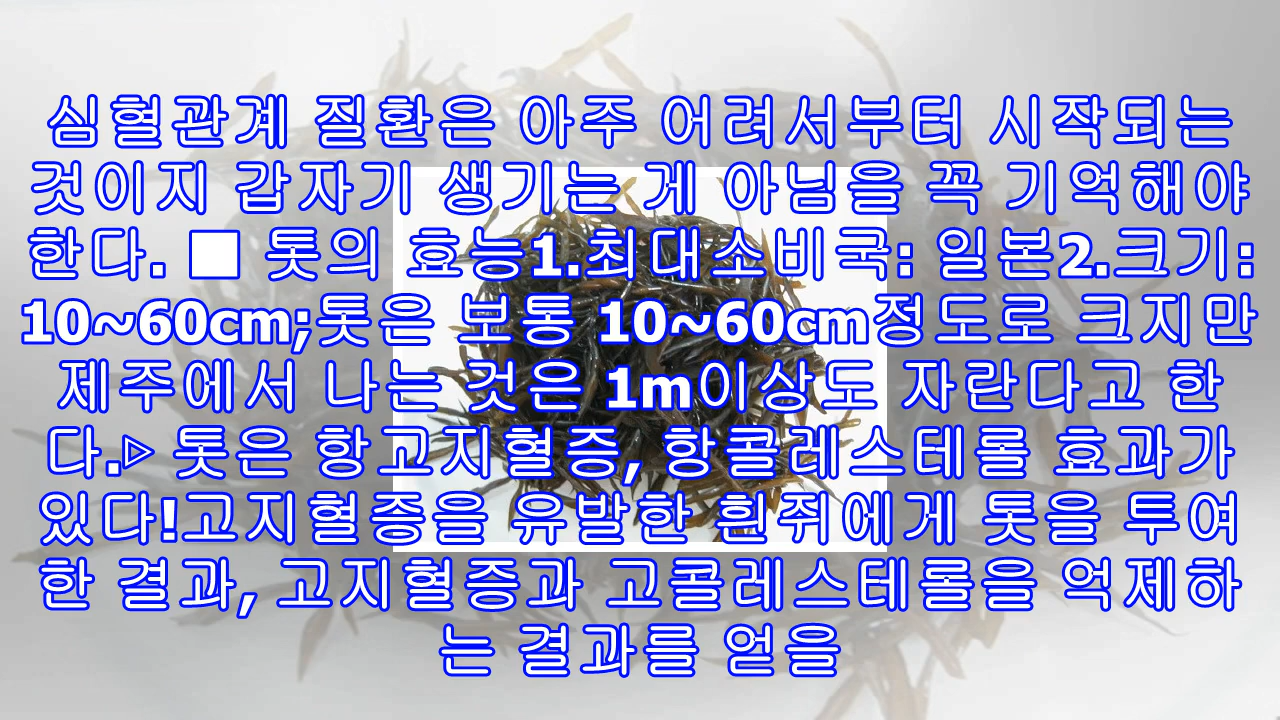 심혈관계 질환은 아주 어려서부터 시작되는
것이지 갑자기 생기는 게 아님을 꼭 기억해야
한다. ■ 톳의 효능1.최대소비국: 일본2.크기:
10~60cm;톳은 보통 10~60cm정도로 크지만
제주에서 나는 것은 1m이상도 자란다고 한
다.▷ 톳은 항고지혈증, 항콜레스테롤 효과가
있다!고지혈증을 유발한 흰쥐에게 톳을 투여
한 결과, 고지혈증과 고콜레스테롤을 억제하
는 결과를 얻을